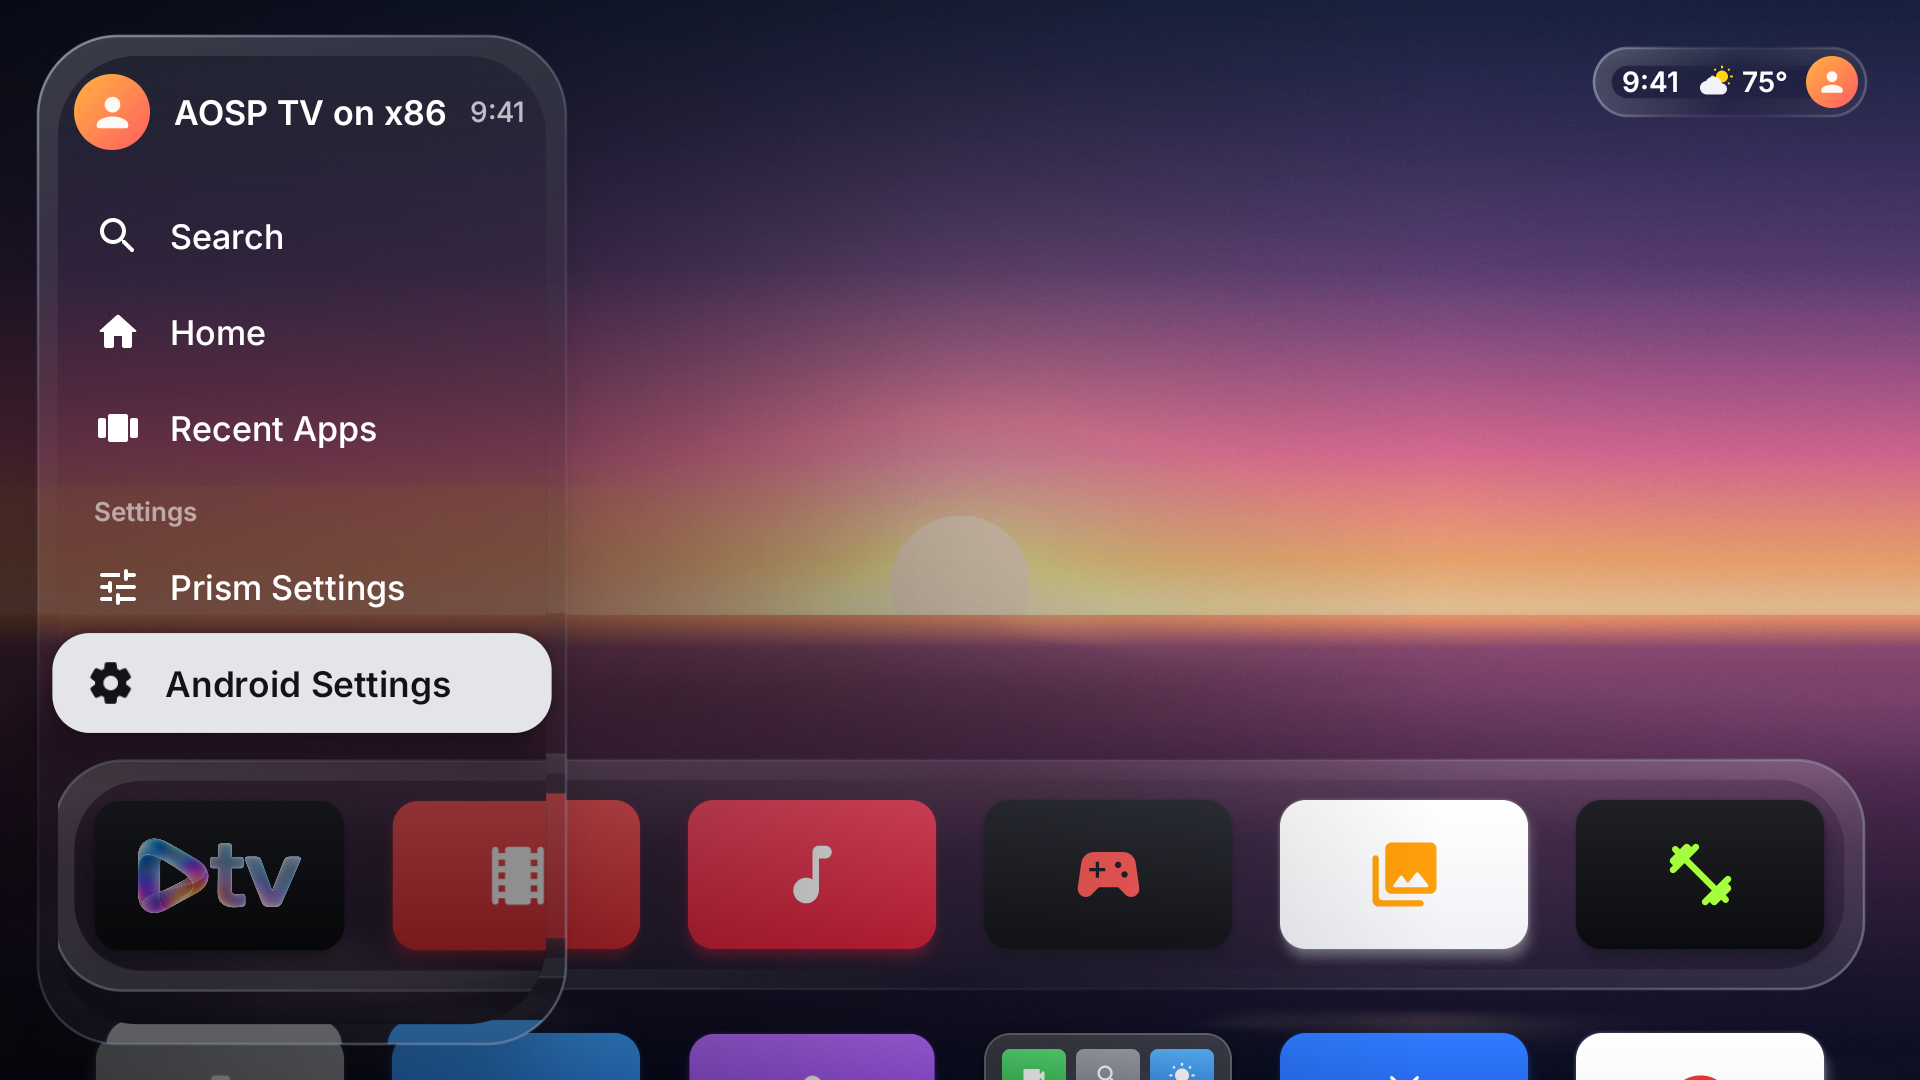 AOSP TV on x86 9:41
9:41 75°
Search
Home
Recent Apps
Settings
Prism Settings
Android Settings
tv